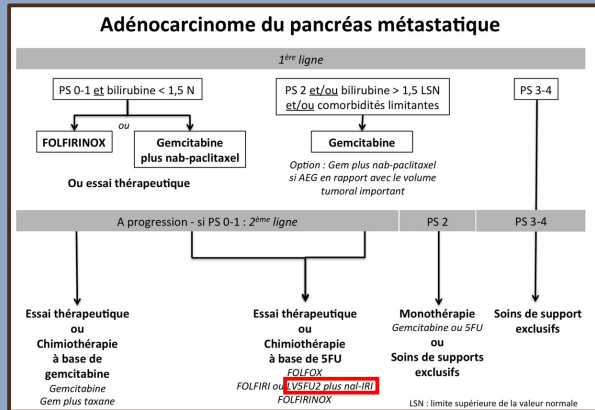 Adénocarcinome du pancréas métastatique
1ère ligne
PS 0-1 et bilirubine < 1,5 N
PS 2 et/ou bilirubine > 1,5 LSN
et/ou comorbidités limitantes
PS 3-4
ou
FOLFIRINOX
Gemcitabine
plus nab-paclitaxel
Gemcitabine
Ou essai thérapeutique
Option : Gem plus nab-paclitaxel
si AEG en rapport avec le volume
tumoral important
A progression - si PS 0-1 : 2ème ligne
PS 2
PS 3-4
Essai thérapeutique
ou
Chimiothérapie
à base de
gemcitabine
Gemcitabine
Gem plus taxane
Essai thérapeutique
ou
Chimiothérapie
à base de 5FU
FOLFOX
FOLFIRI ou LV5FU2 plus nal-IRI
FOLFIRINOX
Monothérapie
Gemcitabine ou 5FU
ou
Soins de supports
exclusifs
Soins de support
exclusifs
LSN : limite supérieure de la valeur normale